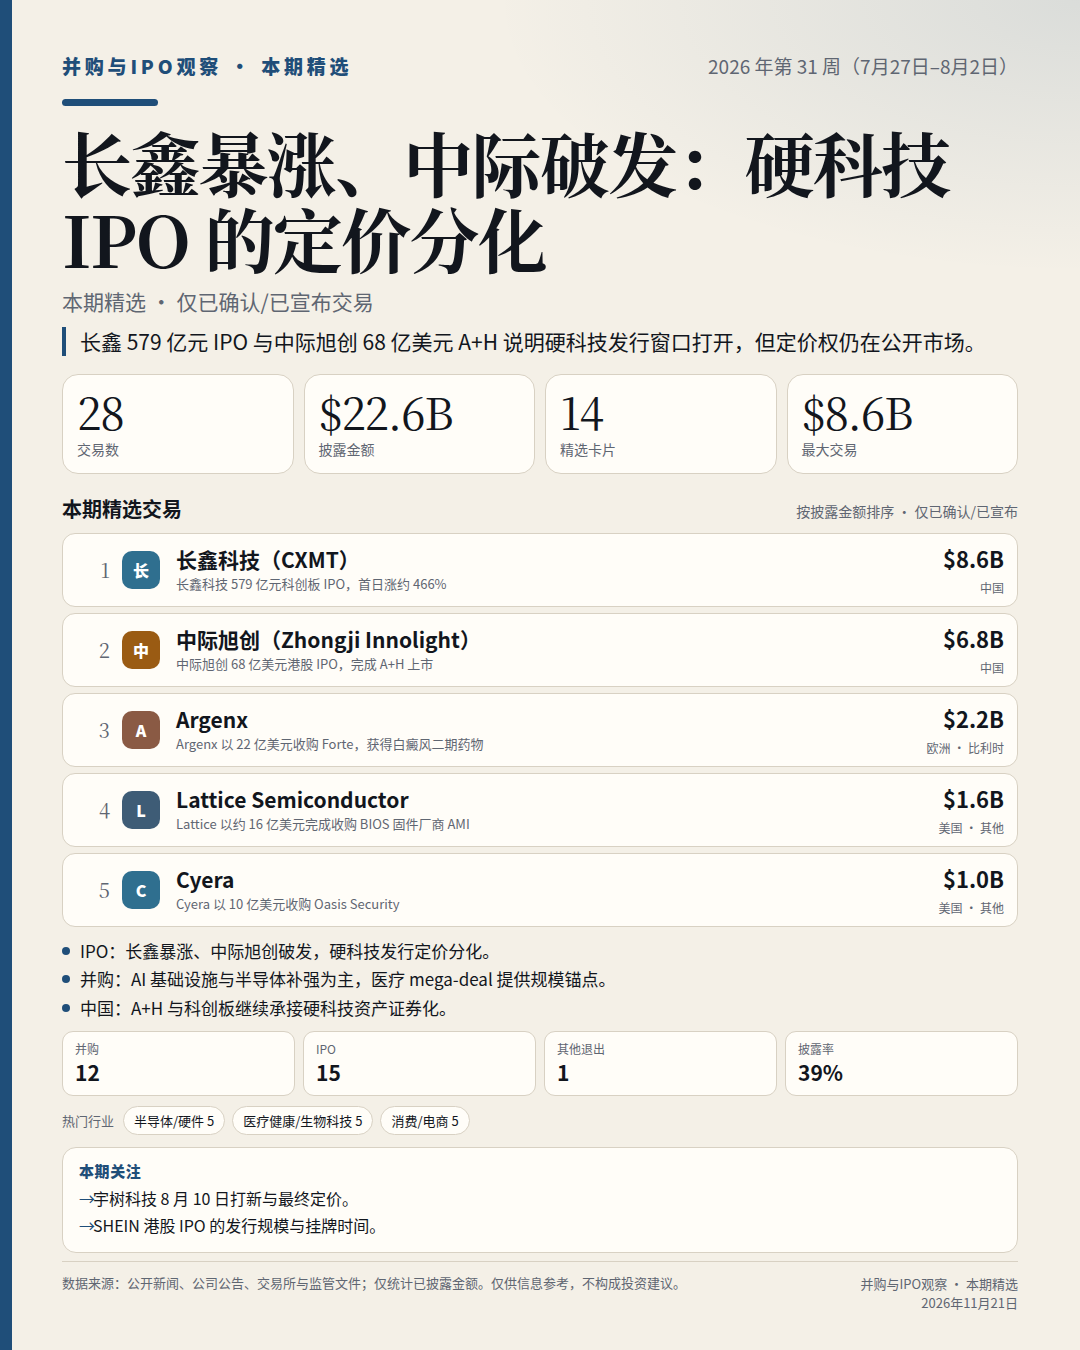 并购与IPO观察 · 本期精选
2026 年第 31 周（7月27日–8月2日）
长鑫暴涨、中际破发：硬科技
IPO 的定价分化
本期精选 · 仅已确认/已宣布交易
长鑫 579 亿元 IPO 与中际旭创 68 亿美元 A+H 说明硬科技发行窗口打开，但定价权仍在公开市场。
28
交易数
$22.6B
披露金额
14
精选卡片
$8.6B
最大交易
本期精选交易
按披露金额排序 · 仅已确认/已宣布
1
长
长鑫科技（CXMT）
长鑫科技 579 亿元科创板 IPO，首日涨约 466%
$8.6B
中国
2
中
中际旭创（Zhongji Innolight）
中际旭创 68 亿美元港股 IPO，完成 A+H 上市
$6.8B
中国
3
A
Argenx
Argenx 以 22 亿美元收购 Forte，获得白癜风二期药物
$2.2B
欧洲 · 比利时
4
L
Lattice Semiconductor
Lattice 以约 16 亿美元完成收购 BIOS 固件厂商 AMI
$1.6B
美国 · 其他
5
C
Cyera
Cyera 以 10 亿美元收购 Oasis Security
$1.0B
美国 · 其他
IPO：长鑫暴涨、中际旭创破发，硬科技发行定价分化。
并购：AI 基础设施与半导体补强为主，医疗 mega-deal 提供规模锚点。
中国：A+H 与科创板继续承接硬科技资产证券化。
并购
12
IPO
15
其他退出
1
披露率
39%
热门行业
半导体/硬件 5
医疗健康/生物科技 5
消费/电商 5
本期关注
→宇树科技 8 月 10 日打新与最终定价。
→SHEIN 港股 IPO 的发行规模与挂牌时间。
数据来源：公开新闻、公司公告、交易所与监管文件；仅统计已披露金额。仅供信息参考，不构成投资建议。
并购与IPO观察 · 本期精选
2026年11月21日